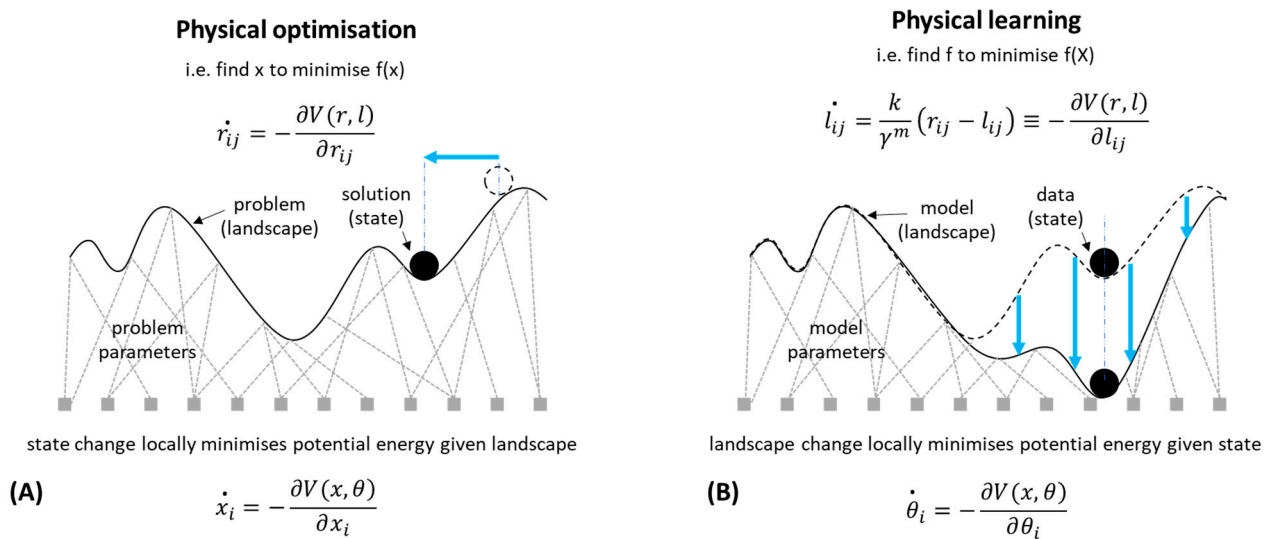 Physical optimisation
i.e. find x to minimise f(x)
ṙ_ij = −∂V(r, l)/∂r_ij
problem
(landscape)
solution
(state)
problem
parameters
state change locally minimises potential energy given landscape
(A)
ẋ_i = −∂V(x, θ)/∂x_i
Physical learning
i.e. find f to minimise f(X)
l̇_ij = k/γ^m (r_ij − l_ij) ≡ −∂V(r, l)/∂l_ij
model
(landscape)
data
(state)
model
parameters
landscape change locally minimises potential energy given state
(B)
θ̇_i = −∂V(x, θ)/∂θ_i